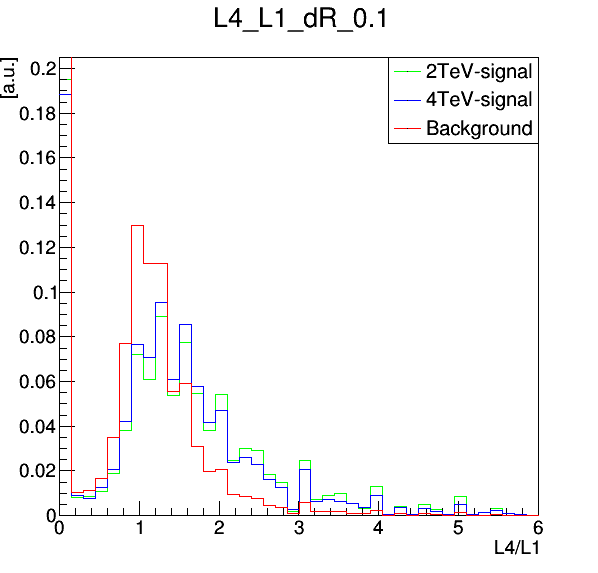 L4_L1_dR_0.1
[a.u.]
2TeV-signal
4TeV-signal
Background
0.2
0.18
0.16
0.14
0.12
0.1
0.08
0.06
0.04
0.02
0
0 1 2 3 4 5 6
L4/L1